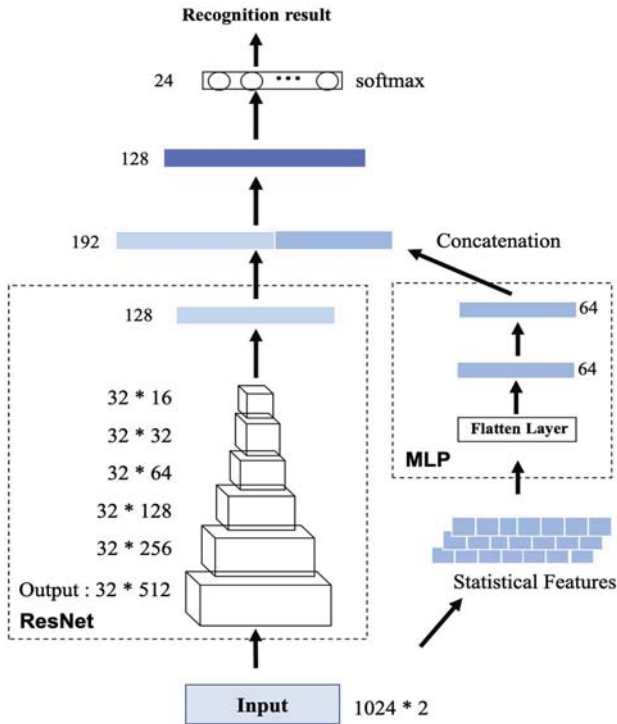 Recognition result
24
softmax
128
192
Concatenation
128
64
64
32 * 16
32 * 32
32 * 64
32 * 128
32 * 256
Output : 32 * 512
ResNet
Flatten Layer
MLP
Statistical Features
Input
1024 * 2